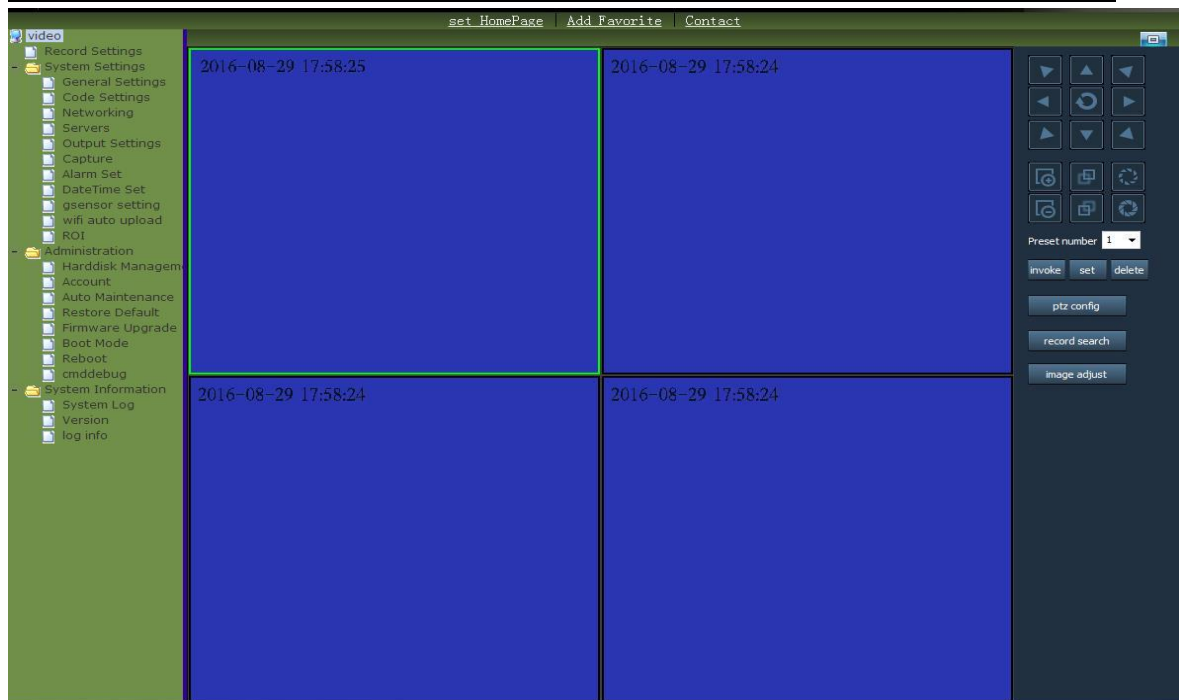 set HomePage | Add Favorite | Contact
video
Record Settings
System Settings
General Settings
Code Settings
Networking
Servers
Output Settings
Capture
Alarm Set
DateTime Set
gsensor setting
wifi auto upload
ROI
Administration
Harddisk Managem
Account
Auto Maintenance
Restore Default
Firmware Upgrade
Boot Mode
Reboot
cmddebug
System Information
System Log
Version
log info
2016-08-29 17:58:25
2016-08-29 17:58:24
2016-08-29 17:58:24
2016-08-29 17:58:24
Preset number 1
invoke set delete
ptz config
record search
image adjust